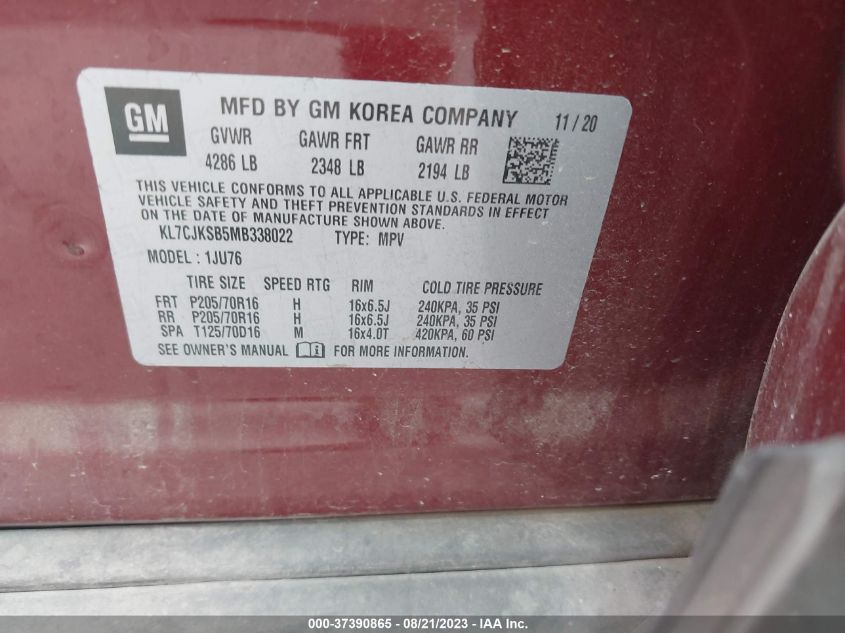 GM
MFD BY GM KOREA COMPANY 11/20
GVWR GAWR FRT GAWR RR
4286 LB 2348 LB 2194 LB
THIS VEHICLE CONFORMS TO ALL APPLICABLE U.S. FEDERAL MOTOR
VEHICLE SAFETY AND THEFT PREVENTION STANDARDS IN EFFECT
ON THE DATE OF MANUFACTURE SHOWN ABOVE.
KL7CJKSB5MB338022 TYPE: MPV
MODEL: 1JU76
TIRE SIZE SPEED RTG RIM COLD TIRE PRESSURE
FRT P205/70R16 H 16x6.5J 240KPA, 35 PSI
RR P205/70R16 H 16x6.5J 240KPA, 35 PSI
SPA T125/70D16 M 16x4.0T 420KPA, 60 PSI
SEE OWNER'S MANUAL FOR MORE INFORMATION.
000-37390865 - 08/21/2023 - IAA Inc.